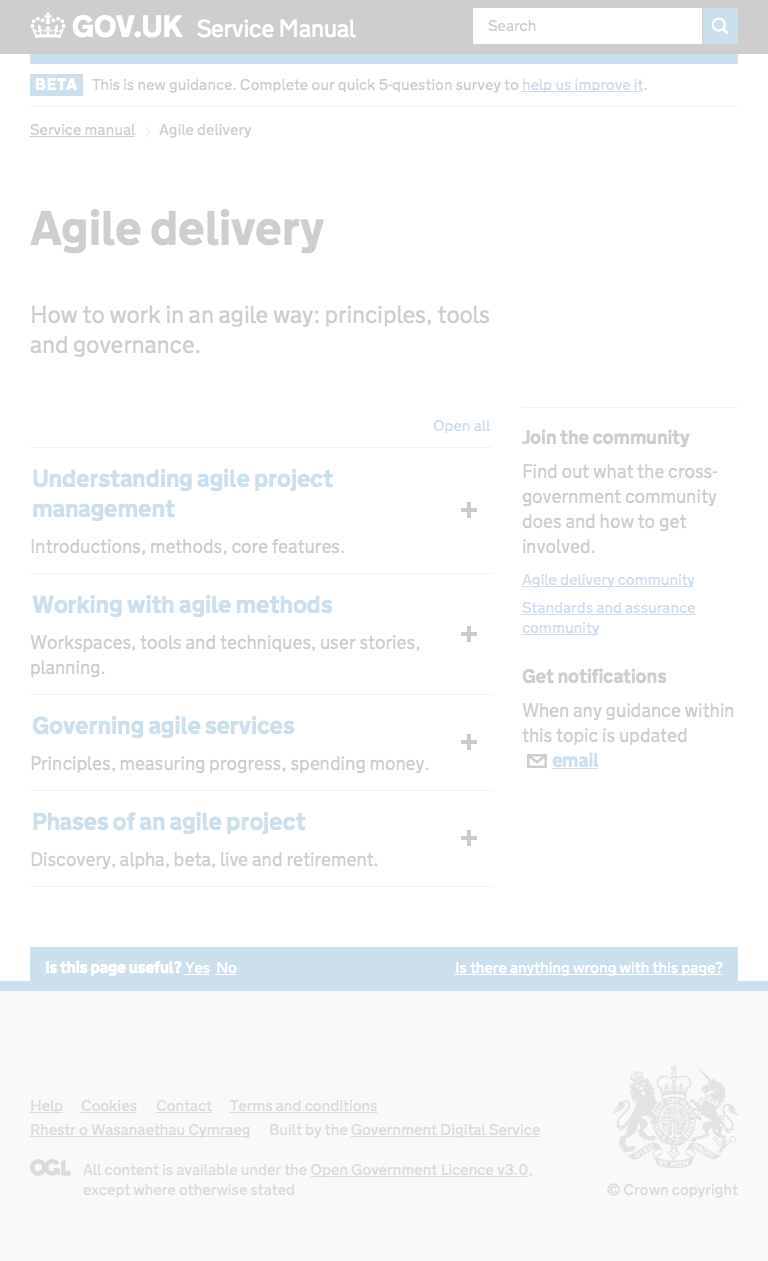 GOV.UK Service Manual
Search
BETA This is new guidance. Complete our quick 5-question survey to help us improve it.
Service manual Agile delivery
Agile delivery
How to work in an agile way: principles, tools
and governance.
Open all
Understanding agile project
management
Introductions, methods, core features.
Working with agile methods
Workspaces, tools and techniques, user stories,
planning.
Governing agile services
Principles, measuring progress, spending money.
Phases of an agile project
Discovery, alpha, beta, live and retirement.
Join the community
Find out what the cross-
government community
does and how to get
involved.
Agile delivery community
Standards and assurance
community
Get notifications
When any guidance within
this topic is updated
email
Is this page useful? Yes No
Is there anything wrong with this page?
Help Cookies Contact Terms and conditions
Rhestr o Wasanaethau Cymraeg Built by the Government Digital Service
OGL All content is available under the Open Government Licence v3.0,
except where otherwise stated
© Crown copyright